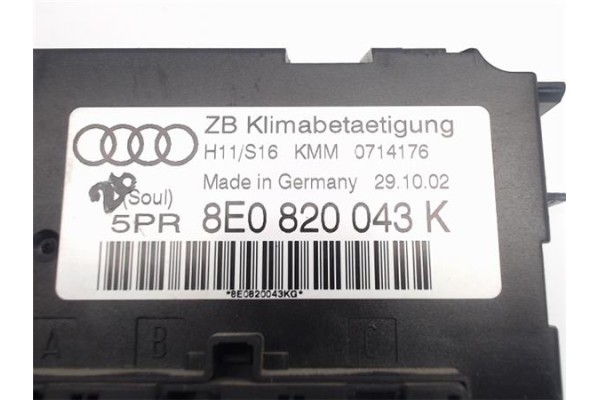 ZB Klimabetaetigung
H11/S16 KMM 0714176
Made in Germany 29.10.02
(Soul)
5PR 8E0 820 043 K
*8E0820043KG*
A B C